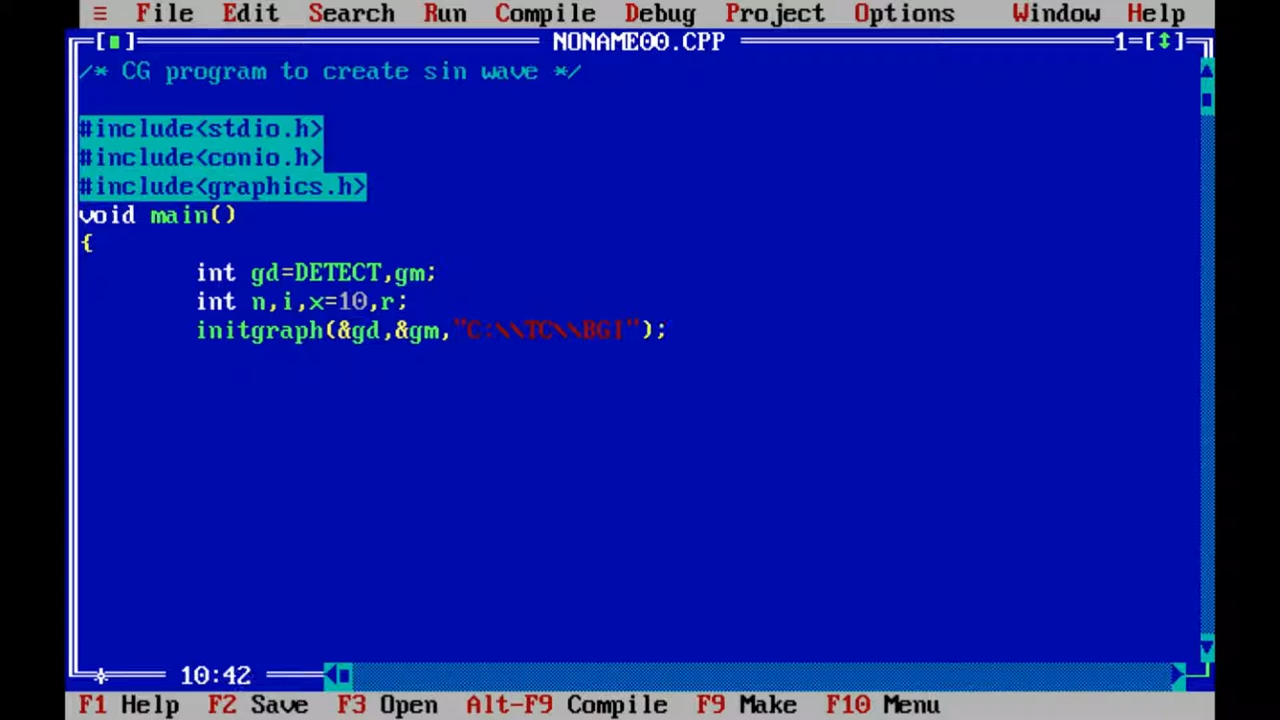 ≡ File Edit Search Run Compile Debug Project Options Window Help
[■] NONAME00.CPP 1=[↕]
/* CG program to create sin wave */
#include<stdio.h>
#include<conio.h>
#include<graphics.h>
void main()
{
int gd=DETECT,gm;
int n,i,x=10,r;
initgraph(&gd,&gm,"C:\\TC\\BGI");
10:42
F1 Help F2 Save F3 Open Alt-F9 Compile F9 Make F10 Menu